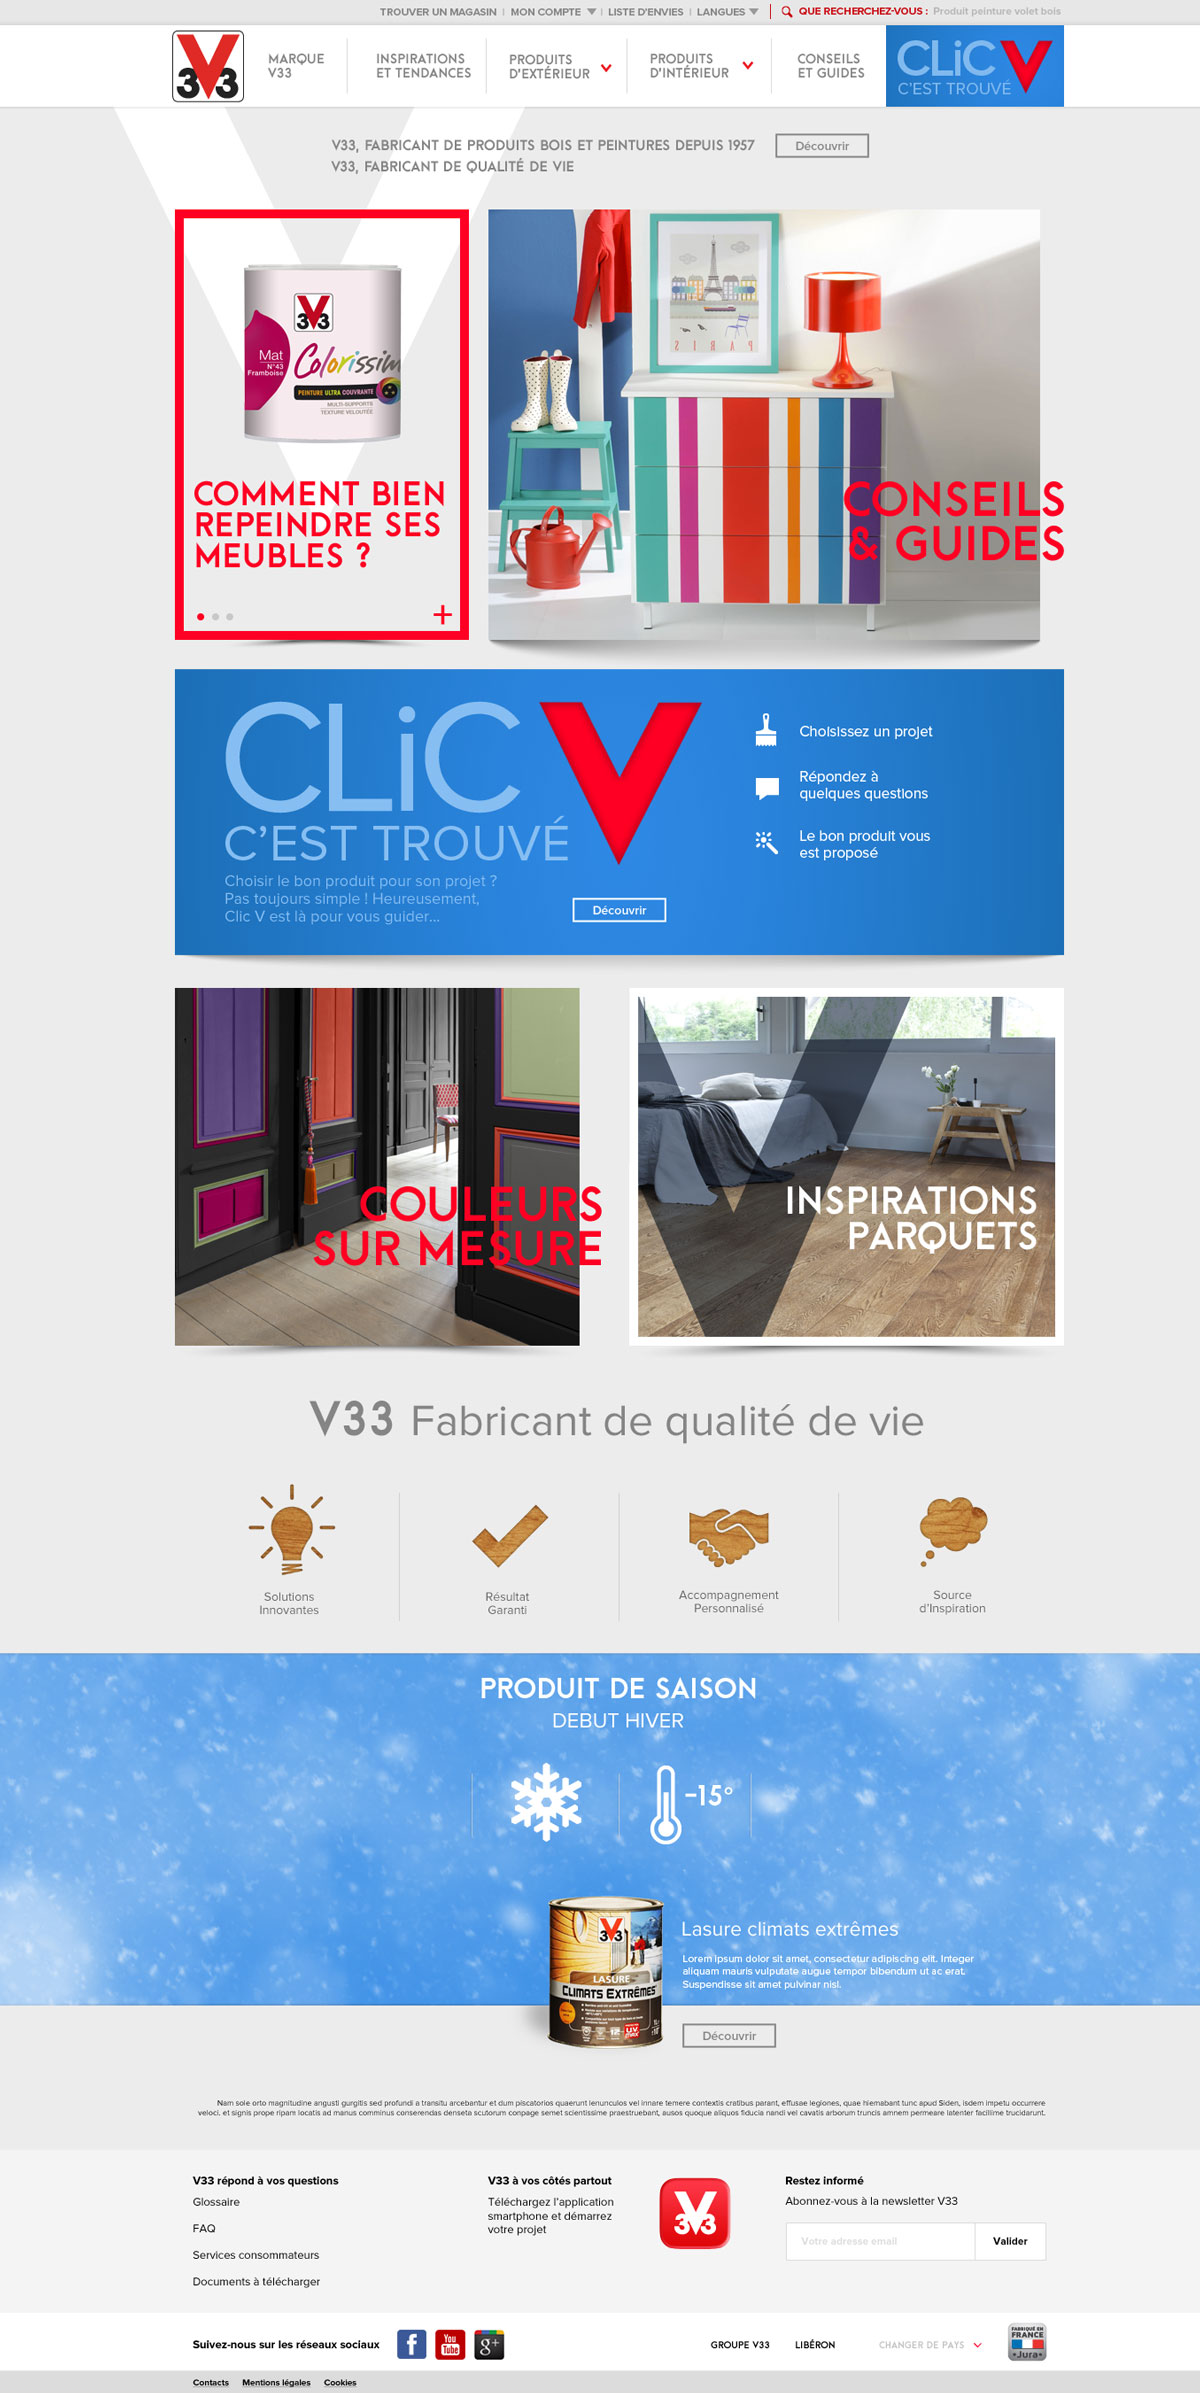 TROUVER UN MAGASIN | MON COMPTE | LISTE D'ENVIES | LANGUES
QUE RECHERCHEZ-VOUS : Produit peinture volet bois
V33
MARQUE
V33
INSPIRATIONS
ET TENDANCES
PRODUITS
D'EXTÉRIEUR
PRODUITS
D'INTÉRIEUR
CONSEILS
ET GUIDES
CLiC V
C'EST TROUVÉ
V33, FABRICANT DE PRODUITS BOIS ET PEINTURES DEPUIS 1957
V33, FABRICANT DE QUALITÉ DE VIE
Découvrir
V33
Mat
N°43
Framboise
Colorissim
PEINTURE ULTRA COUVRANTE
MULTI-SUPPORTS
TEXTURE VELOUTÉE
COMMENT BIEN
REPEINDRE SES
MEUBLES ?
+
PARIS
CONSEILS
& GUIDES
CLiC V
C'EST TROUVÉ
Choisir le bon produit pour son projet ?
Pas toujours simple ! Heureusement,
Clic V est là pour vous guider...
Découvrir
Choisissez un projet
Répondez à
quelques questions
Le bon produit vous
est proposé
COULEURS
SUR MESURE
INSPIRATIONS
PARQUETS
V33 Fabricant de qualité de vie
Solutions
Innovantes
Résultat
Garanti
Accompagnement
Personnalisé
Source
d'Inspiration
PRODUIT DE SAISON
DEBUT HIVER
-15°
V33
LASURE
CLIMATS EXTRÊMES
Lasure climats extrêmes
Lorem ipsum dolor sit amet, consectetur adipiscing elit. Integer
aliquam mauris vulputate augue tempor bibendum ut ac erat.
Suspendisse sit amet pulvinar nisl.
Découvrir
Nam sole orto magnitudine angusti gurgitis sed profundi a transitu arcebantur et dum piscatorios quaerunt lenunculos vel innare temere contextis cratibus parant, effusae legiones, quae hiemabant tunc apud Siden, isdem impetu occurrere
veloci. et signis prope ripam locatis ad manus comminus conserendas denseta scutorum conpage semet scientissime praestruebant, ausos quoque aliquos fiducia nandi vel cavatis arborum truncis amnem permeare latenter facillime trucidarunt.
V33 répond à vos questions
Glossaire
FAQ
Services consommateurs
Documents à télécharger
V33 à vos côtés partout
Téléchargez l'application
smartphone et démarrez
votre projet
V33
Restez informé
Abonnez-vous à la newsletter V33
Votre adresse email
Valider
Suivez-nous sur les réseaux sociaux
f
You
Tube
g+
GROUPE V33
LIBÉRON
CHANGER DE PAYS
FABRIQUÉ EN
FRANCE
Jura
Contacts
Mentions légales
Cookies